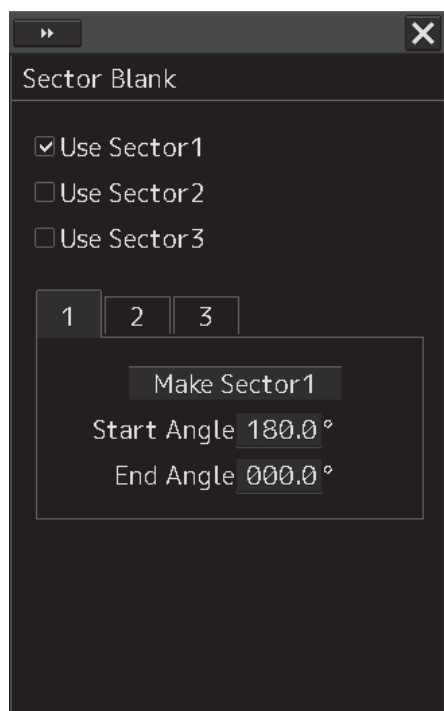 Sector Blank
Use Sector1
Use Sector2
Use Sector3
1 2 3
Make Sector1
Start Angle 180.0°
End Angle 000.0°